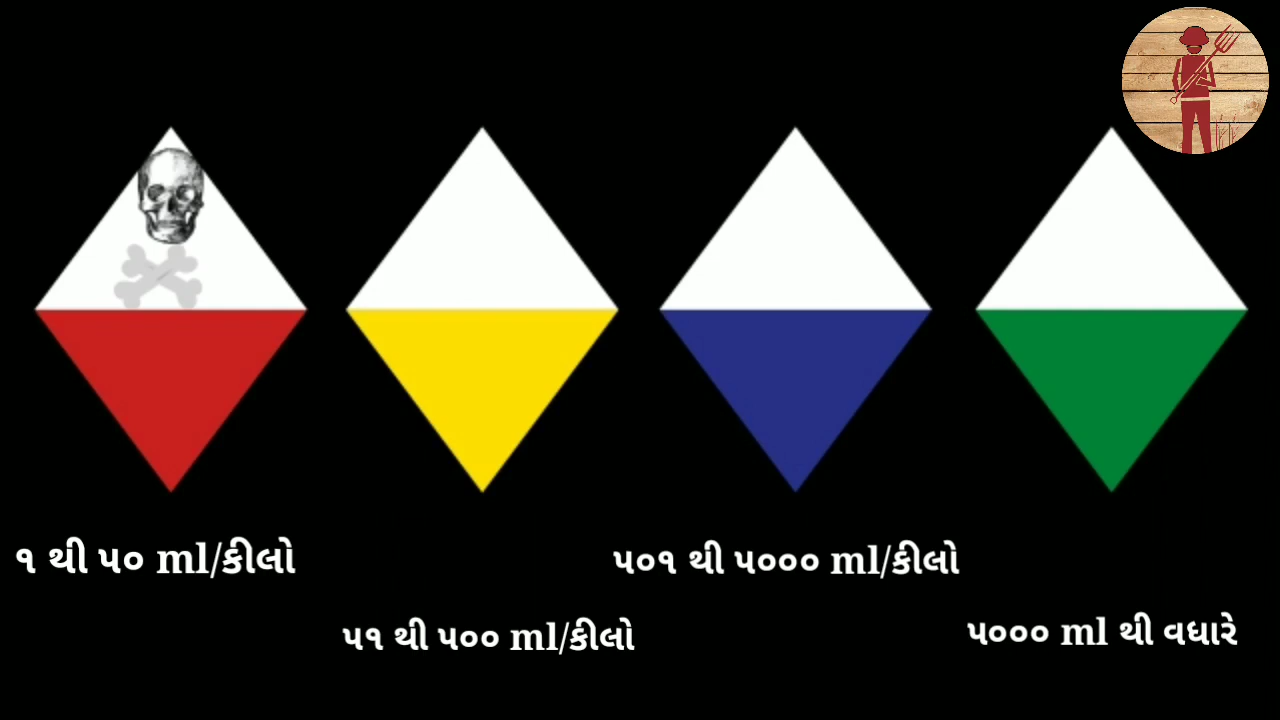 ૧ થી ૫૦ ml/કીલો
૫૧ થી ૫૦૦ ml/કીલો
૫૦૧ થી ૫૦૦૦ ml/કીલો
૫૦૦૦ ml થી વધારે